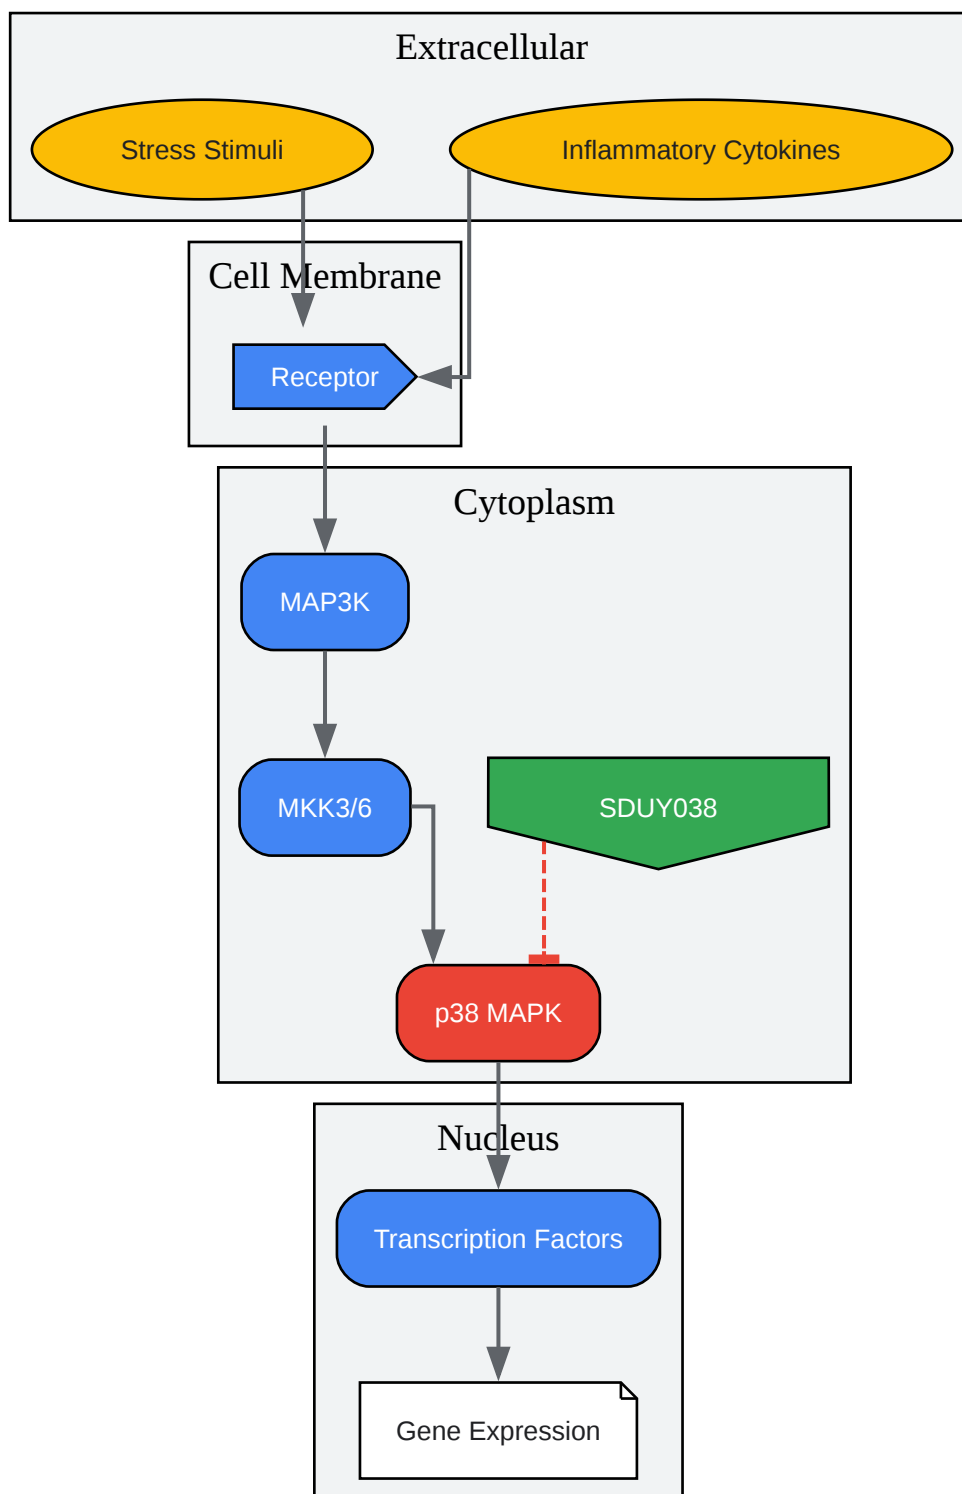 Extracellular
Stress Stimuli
Inflammatory Cytokines
Cell Membrane
Receptor
Cytoplasm
MAP3K
MKK3/6
SDUY038
p38 MAPK
Nucleus
Transcription Factors
Gene Expression